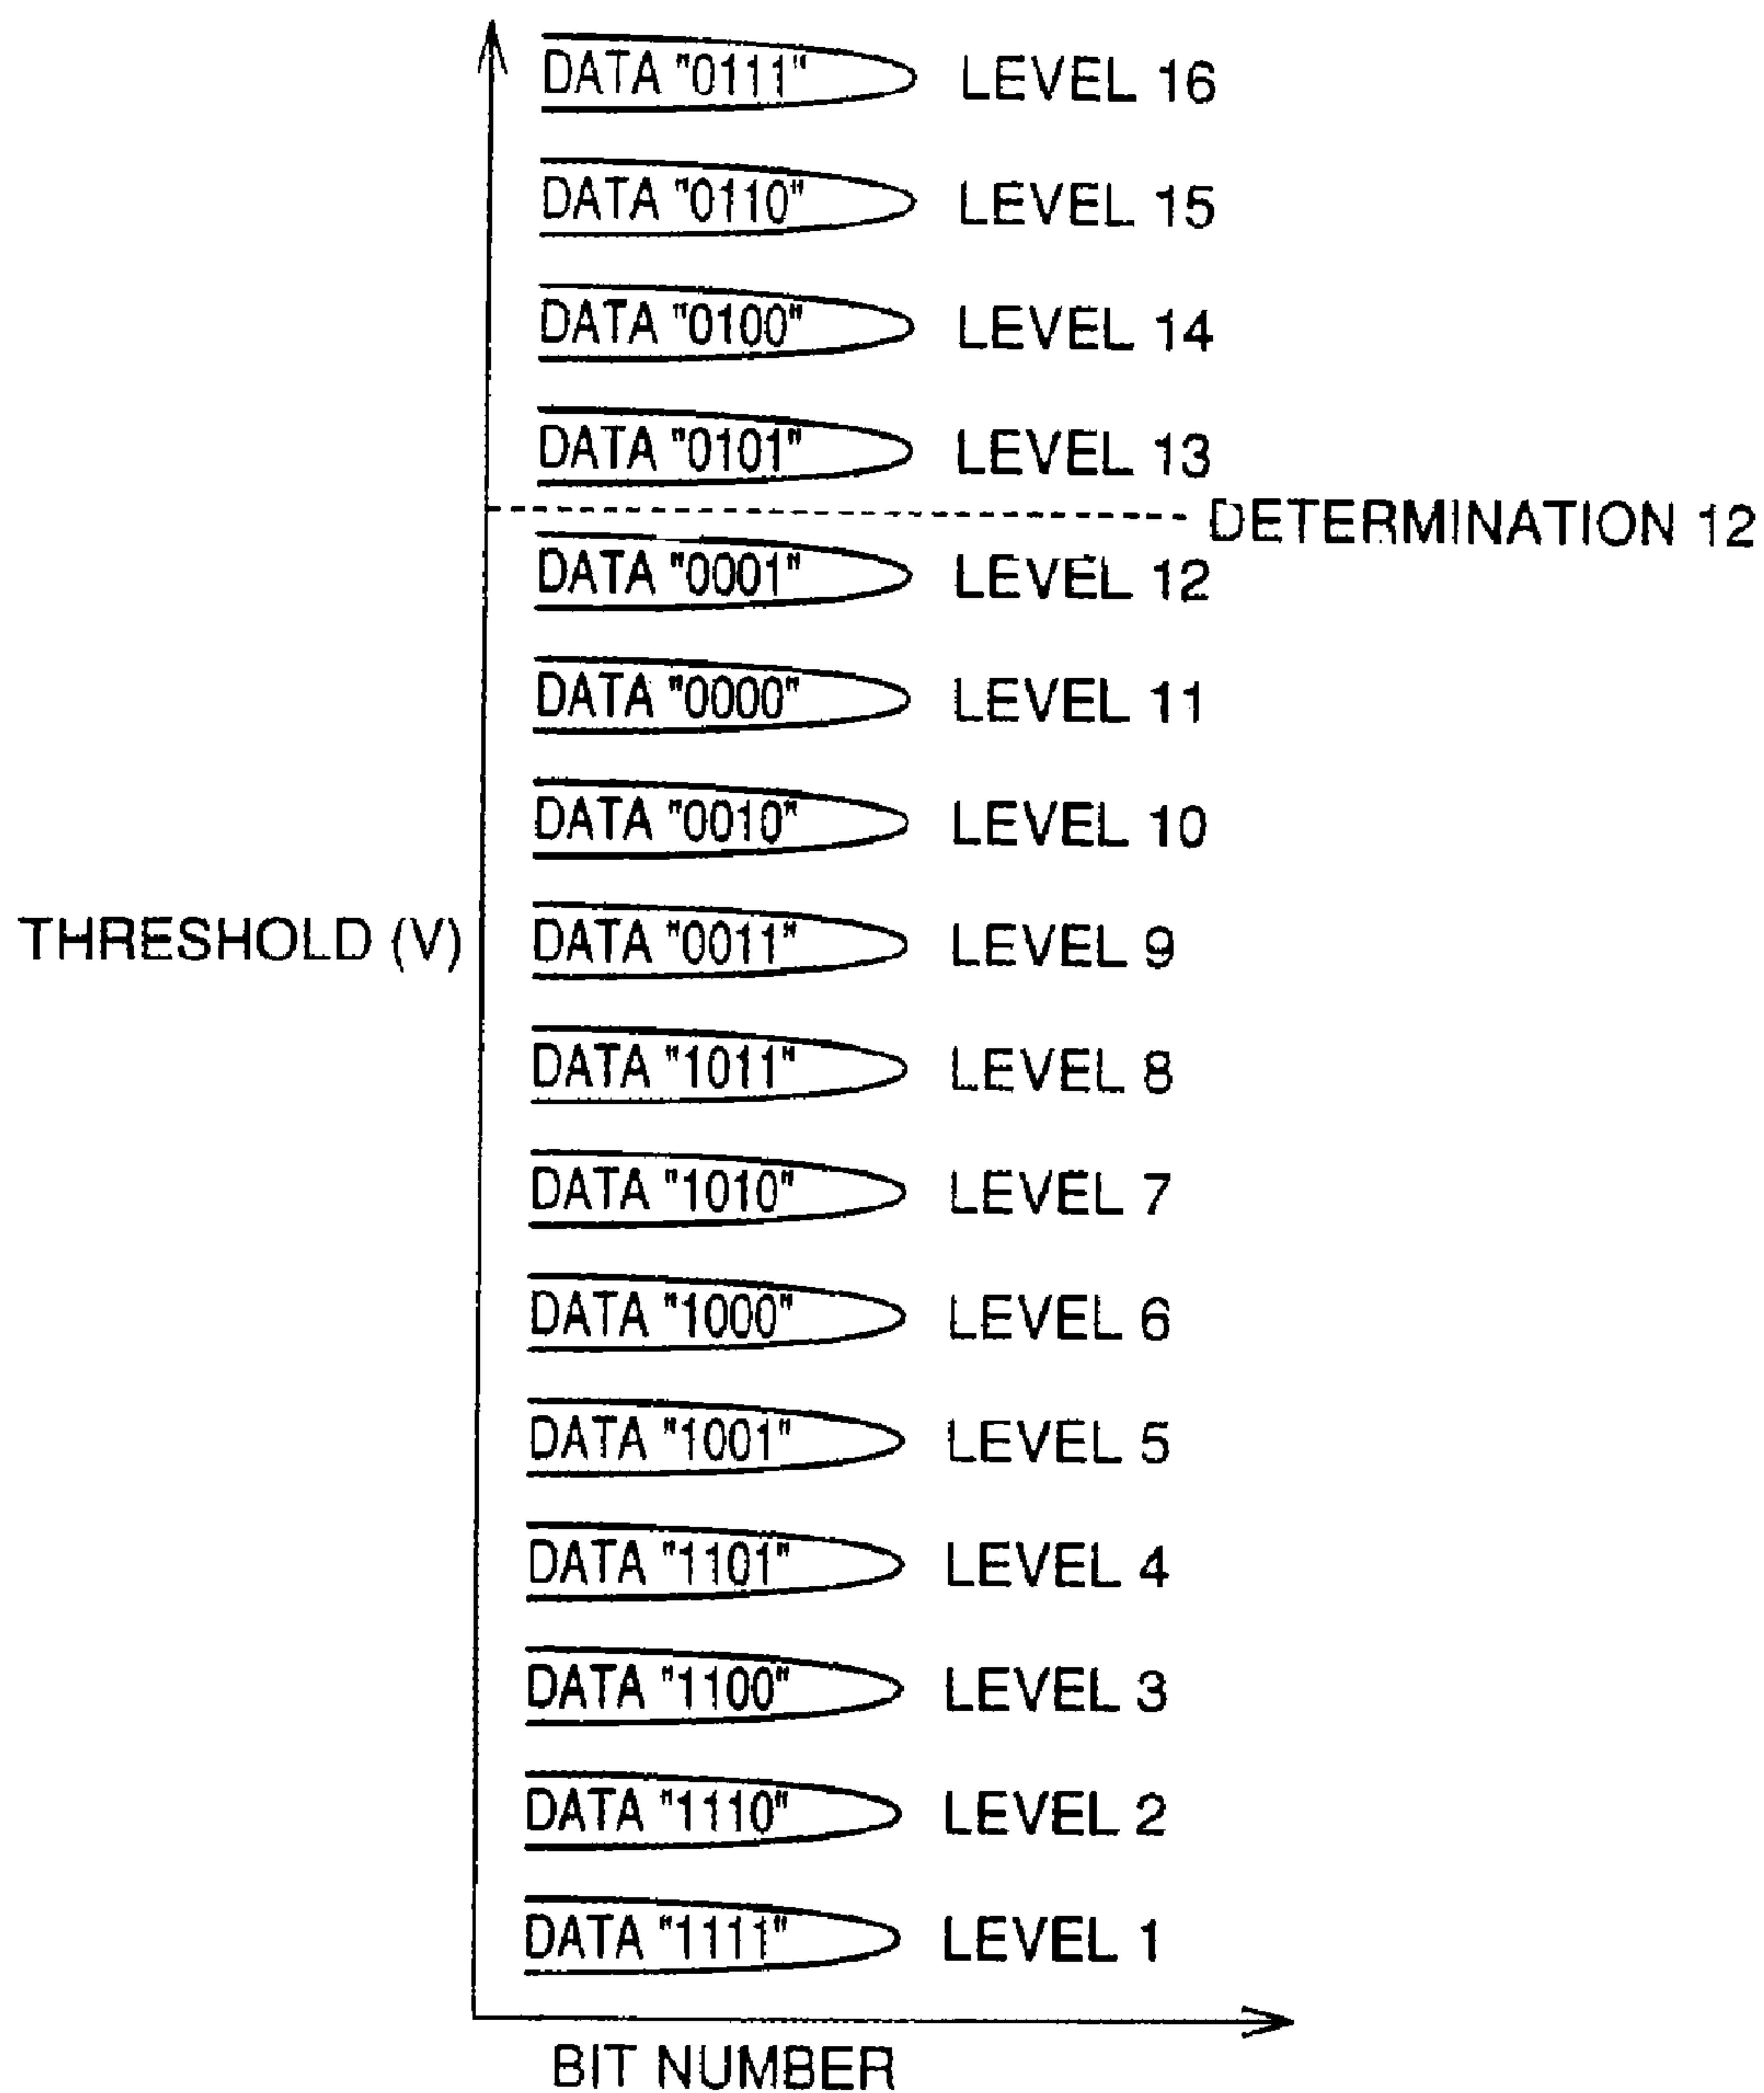 DATA "0111" LEVEL 16
DATA "0110" LEVEL 15
DATA "0100" LEVEL 14
DATA "0101" LEVEL 13
DETERMINATION 12
DATA "0001" LEVEL 12
DATA "0000" LEVEL 11
DATA "0010" LEVEL 10
THRESHOLD (V) DATA "0011" LEVEL 9
DATA "1011" LEVEL 8
DATA "1010" LEVEL 7
DATA "1000" LEVEL 6
DATA "1001" LEVEL 5
DATA "1101" LEVEL 4
DATA "1100" LEVEL 3
DATA "1110" LEVEL 2
DATA "1111" LEVEL 1
BIT NUMBER